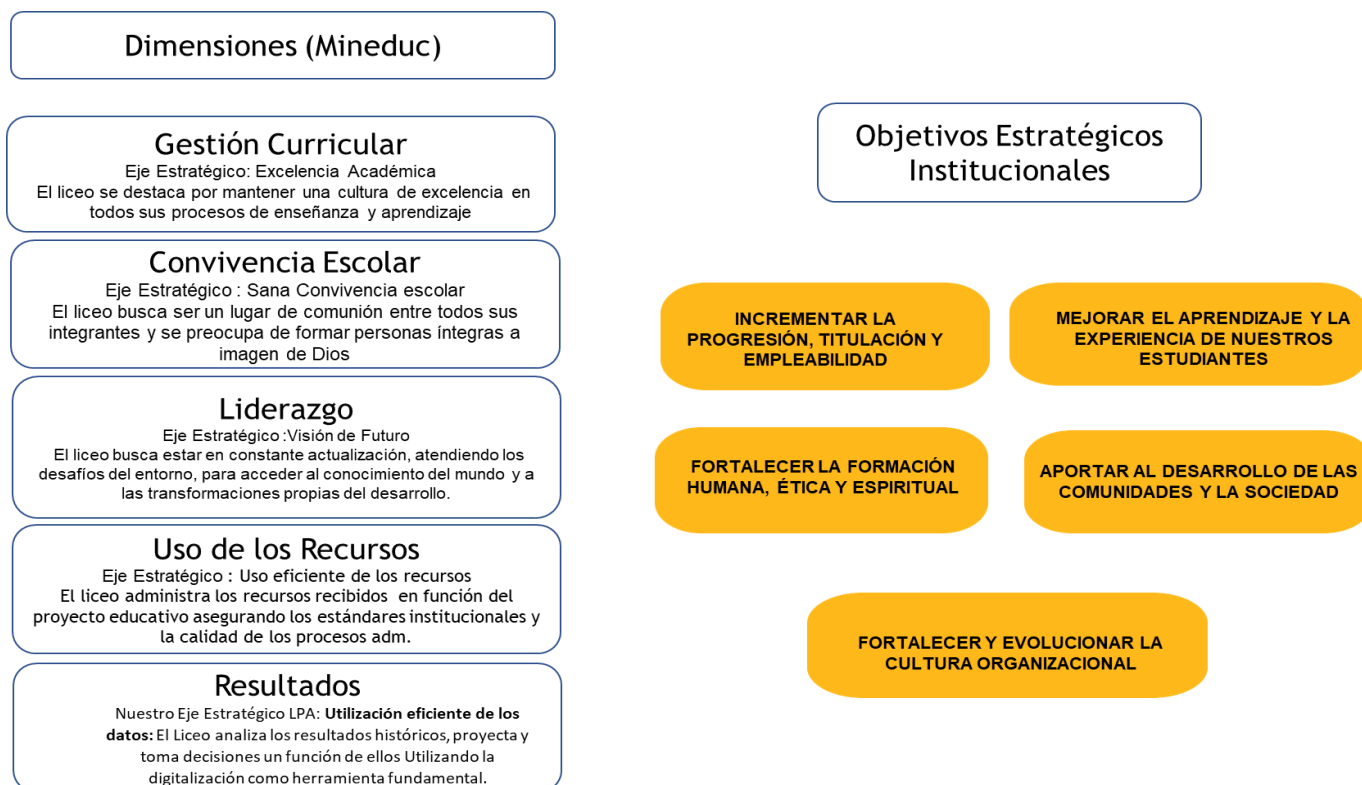 Dimensiones (Mineduc)
Gestión Curricular
Eje Estratégico: Excelencia Académica
El liceo se destaca por mantener una cultura de excelencia en
todos sus procesos de enseñanza y aprendizaje
Convivencia Escolar
Eje Estratégico : Sana Convivencia escolar
El liceo busca ser un lugar de comunión entre todos sus
integrantes y se preocupa de formar personas íntegras a
imagen de Dios
Liderazgo
Eje Estratégico :Visión de Futuro
El liceo busca estar en constante actualización, atendiendo los
desafíos del entorno, para acceder al conocimiento del mundo y a
las transformaciones propias del desarrollo.
Uso de los Recursos
Eje Estratégico : Uso eficiente de los recursos
El liceo administra los recursos recibidos en función del
proyecto educativo asegurando los estándares institucionales y
la calidad de los procesos adm.
Resultados
Nuestro Eje Estratégico LPA: Utilización eficiente de los
datos: El Liceo analiza los resultados históricos, proyecta y
toma decisiones un función de ellos Utilizando la
digitalización como herramienta fundamental.
Objetivos Estratégicos
Institucionales
INCREMENTAR LA
PROGRESIÓN, TITULACIÓN Y
EMPLEABILIDAD
MEJORAR EL APRENDIZAJE Y LA
EXPERIENCIA DE NUESTROS
ESTUDIANTES
FORTALECER LA FORMACIÓN
HUMANA, ÉTICA Y ESPIRITUAL
APORTAR AL DESARROLLO DE LAS
COMUNIDADES Y LA SOCIEDAD
FORTALECER Y EVOLUCIONAR LA
CULTURA ORGANIZACIONAL